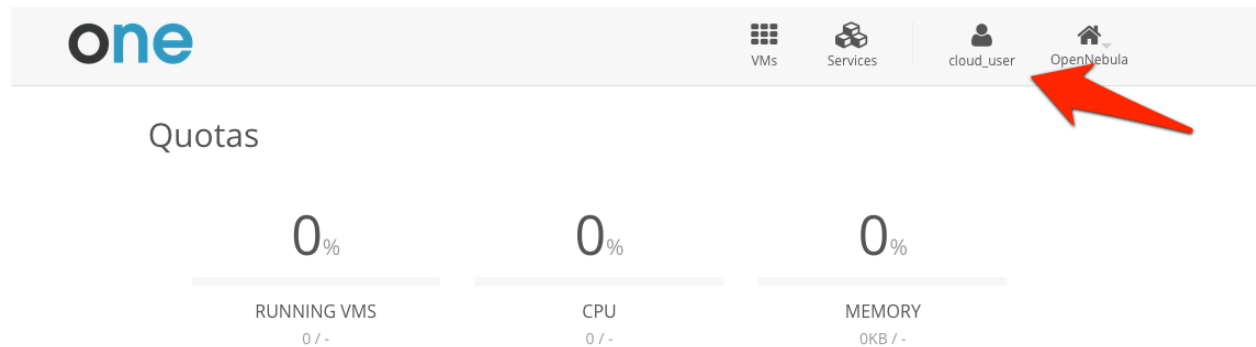 one
VMs Services cloud_user OpenNebula
Quotas
0% 0% 0%
RUNNING VMS CPU MEMORY
0 / - 0 / - 0KB / -